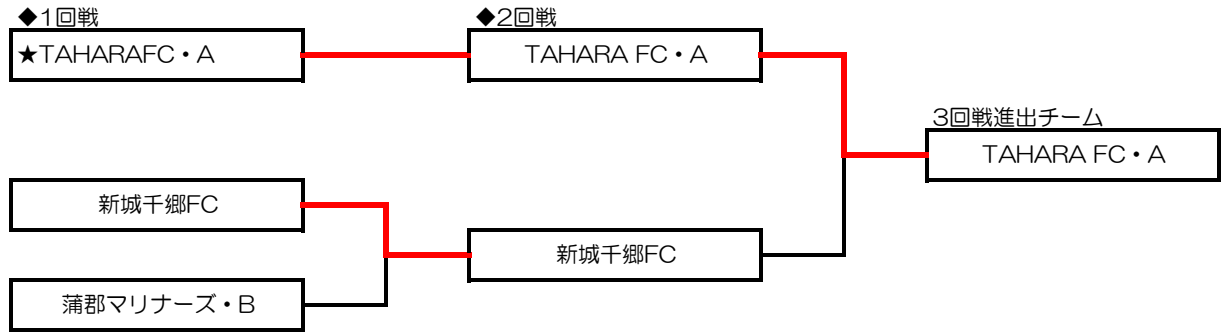 ◆1回戦
◆2回戦
★TAHARAFC・A
TAHARA FC・A
3回戦進出チーム
TAHARA FC・A
新城千郷FC
新城千郷FC
蒲郡マリナーズ・B